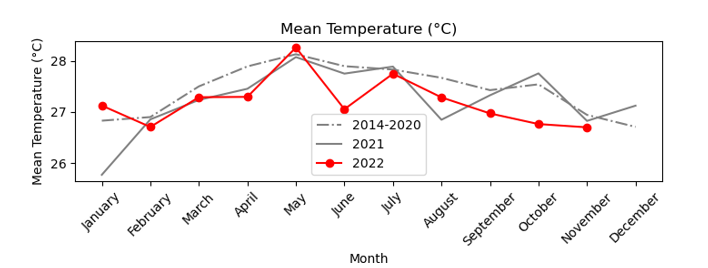 Mean Temperature (°C)
Mean Temperature (°C)
28
27
26
2014-2020
2021
2022
January
February
March
April
May
June
July
August
September
October
November
December
Month